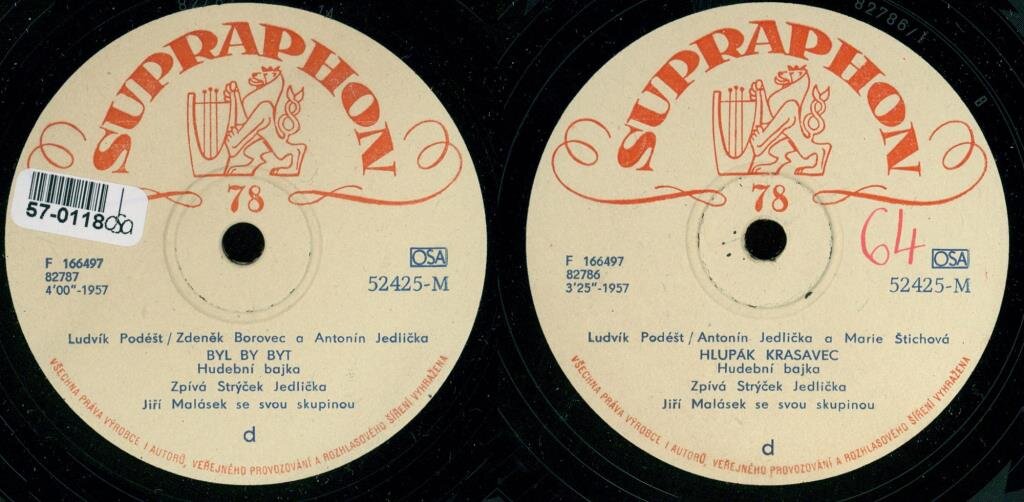 SUPRAPHON
78
57-0118 osa
F 166497
82787
4'00"-1957
OSA
52425-M
Ludvík Podéšt / Zdeněk Borovec a Antonín Jedlička
BYL BY BYT
Hudební bajka
Zpívá Strýček Jedlička
Jiří Malásek se svou skupinou
d
VŠECHNA PRÁVA VÝROBCE I AUTORŮ, VEŘEJNÉHO PROVOZOVÁNÍ A ROZHLASOVÉHO ŠÍŘENÍ VYHRAŽENA
82786/1
8
SUPRAPHON
78
64
F 166497
82786
3'25"-1957
OSA
52425-M
Ludvík Podéšt / Antonín Jedlička a Marie Štichová
HLUPÁK KRASAVEC
Hudební bajka
Zpívá Strýček Jedlička
Jiří Malásek se svou skupinou
d
VŠECHNA PRÁVA VÝROBCE I AUTORŮ, VEŘEJNÉHO PROVOZOVÁNÍ A ROZHLASOVÉHO ŠÍŘENÍ VYHRAŽENA